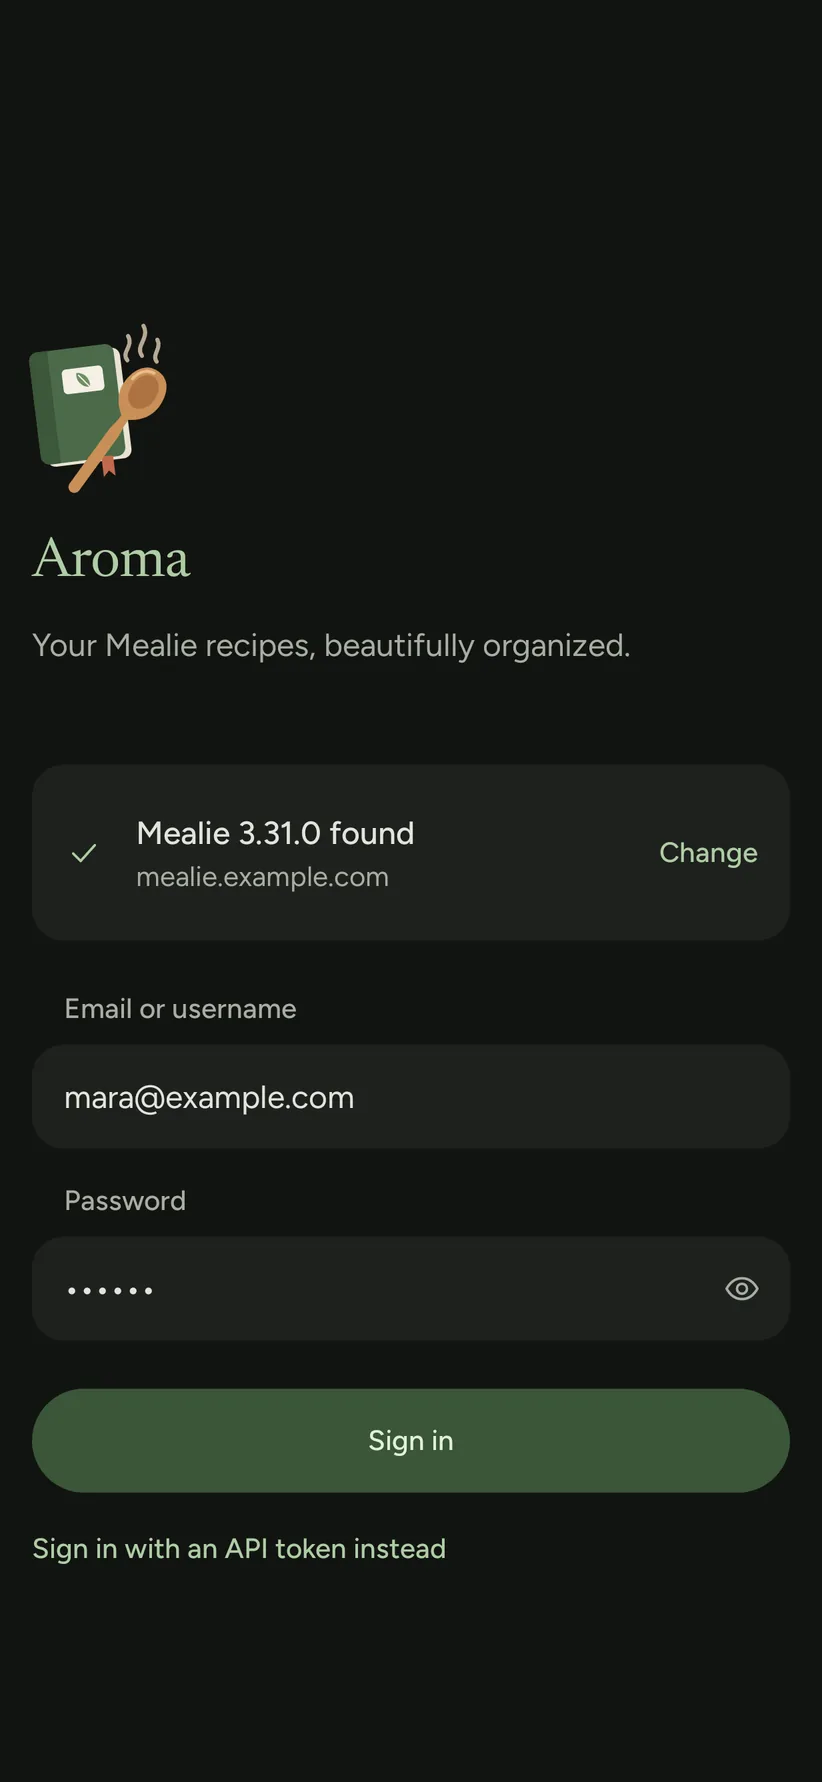 Aroma
Your Mealie recipes, beautifully organized.
Mealie 3.31.0 found
mealie.example.com
Change
Email or username
mara@example.com
Password
••••••
Sign in
Sign in with an API token instead